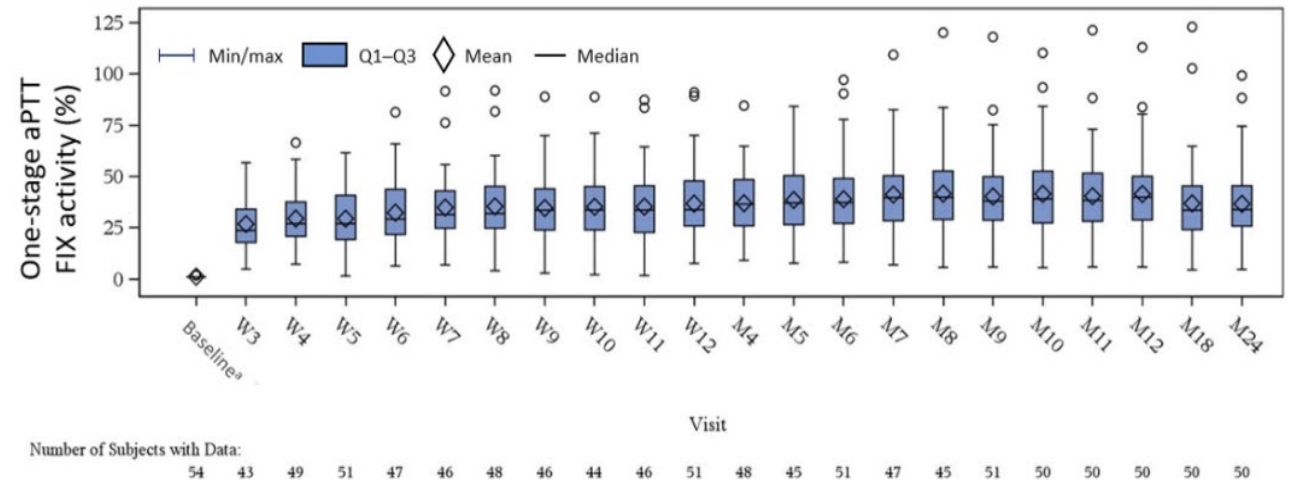 125
100
75
50
25
0
One-stage aPTT
FIX activity (%)
Min/max Q1–Q3 Mean Median
Baselineᵃ W3 W4 W5 W6 W7 W8 W9 W10 W11 W12 M4 M5 M6 M7 M8 M9 M10 M11 M12 M18 M24
Visit
Number of Subjects with Data:
54 43 49 51 47 46 48 46 44 46 51 48 45 51 47 45 51 50 50 50 50 50